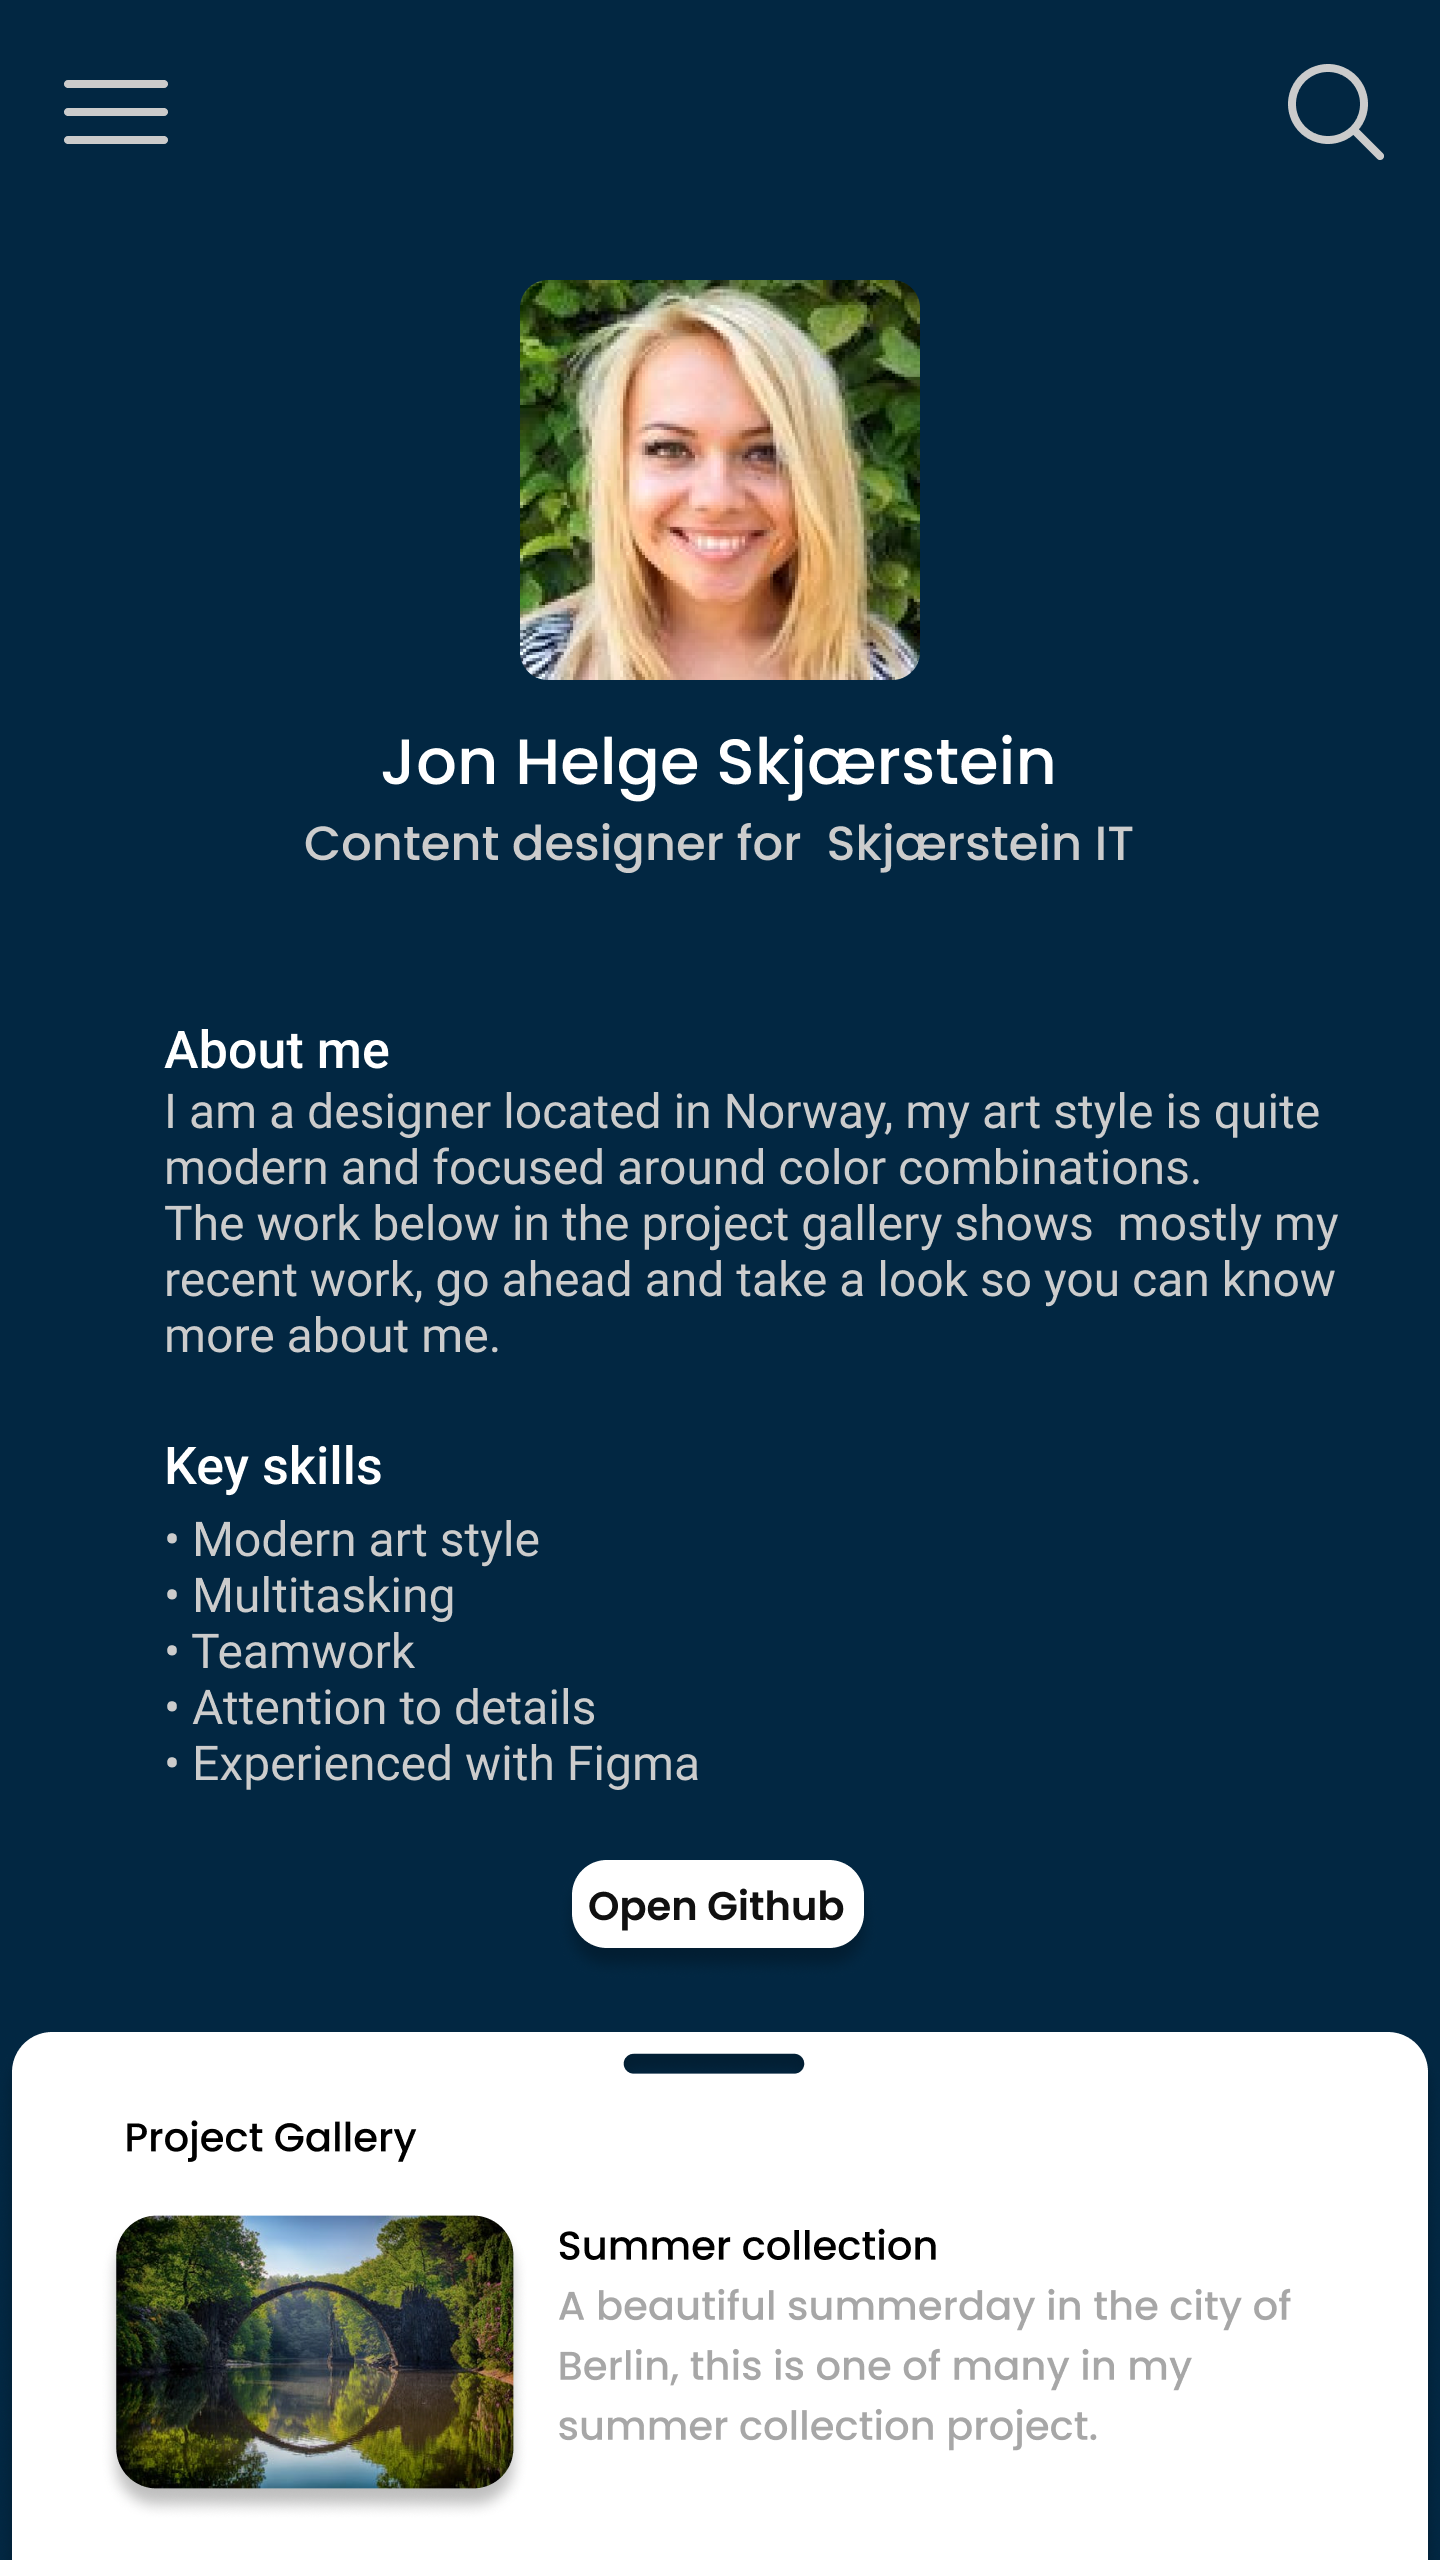 Jon Helge Skjærstein
Content designer for  Skjærstein IT
About me
I am a designer located in Norway, my art style is quite
modern and focused around color combinations.
The work below in the project gallery shows  mostly my
recent work, go ahead and take a look so you can know
more about me.
Key skills
• Modern art style
• Multitasking
• Teamwork
• Attention to details
• Experienced with Figma
Open Github
Project Gallery
Summer collection
A beautiful summerday in the city of
Berlin, this is one of many in my
summer collection project.